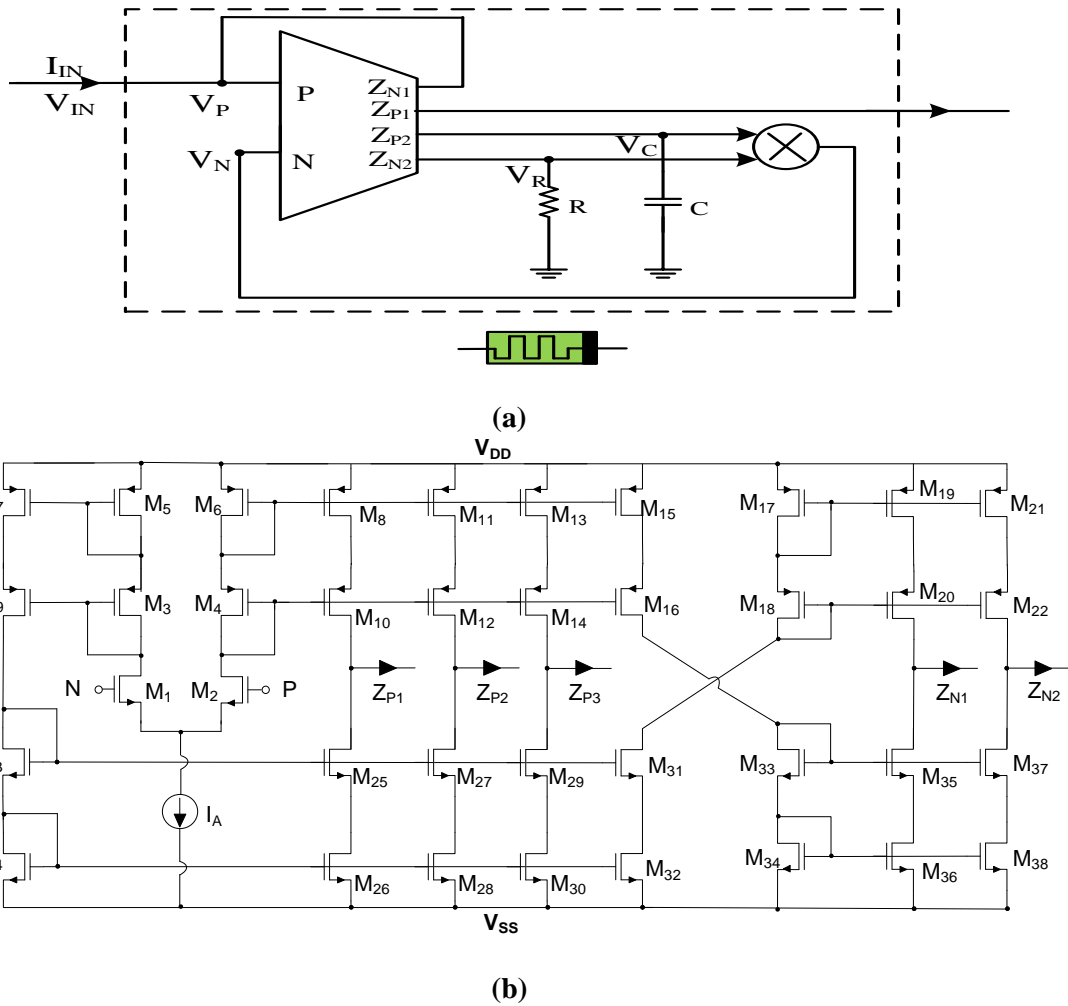 I_IN
V_IN
V_P
P
Z_N1
Z_P1
Z_P2
Z_N2
V_N
N
V_C
V_R
R
C
(a)
V_DD
M_5
M_6
M_8
M_11
M_13
M_15
M_17
M_19
M_21
M_3
M_4
M_10
M_12
M_14
M_16
M_18
M_20
M_22
N
M_1
M_2
P
Z_P1
Z_P2
Z_P3
Z_N1
Z_N2
M_25
M_27
M_29
M_31
M_33
M_35
M_37
I_A
M_26
M_28
M_30
M_32
M_34
M_36
M_38
V_SS
(b)